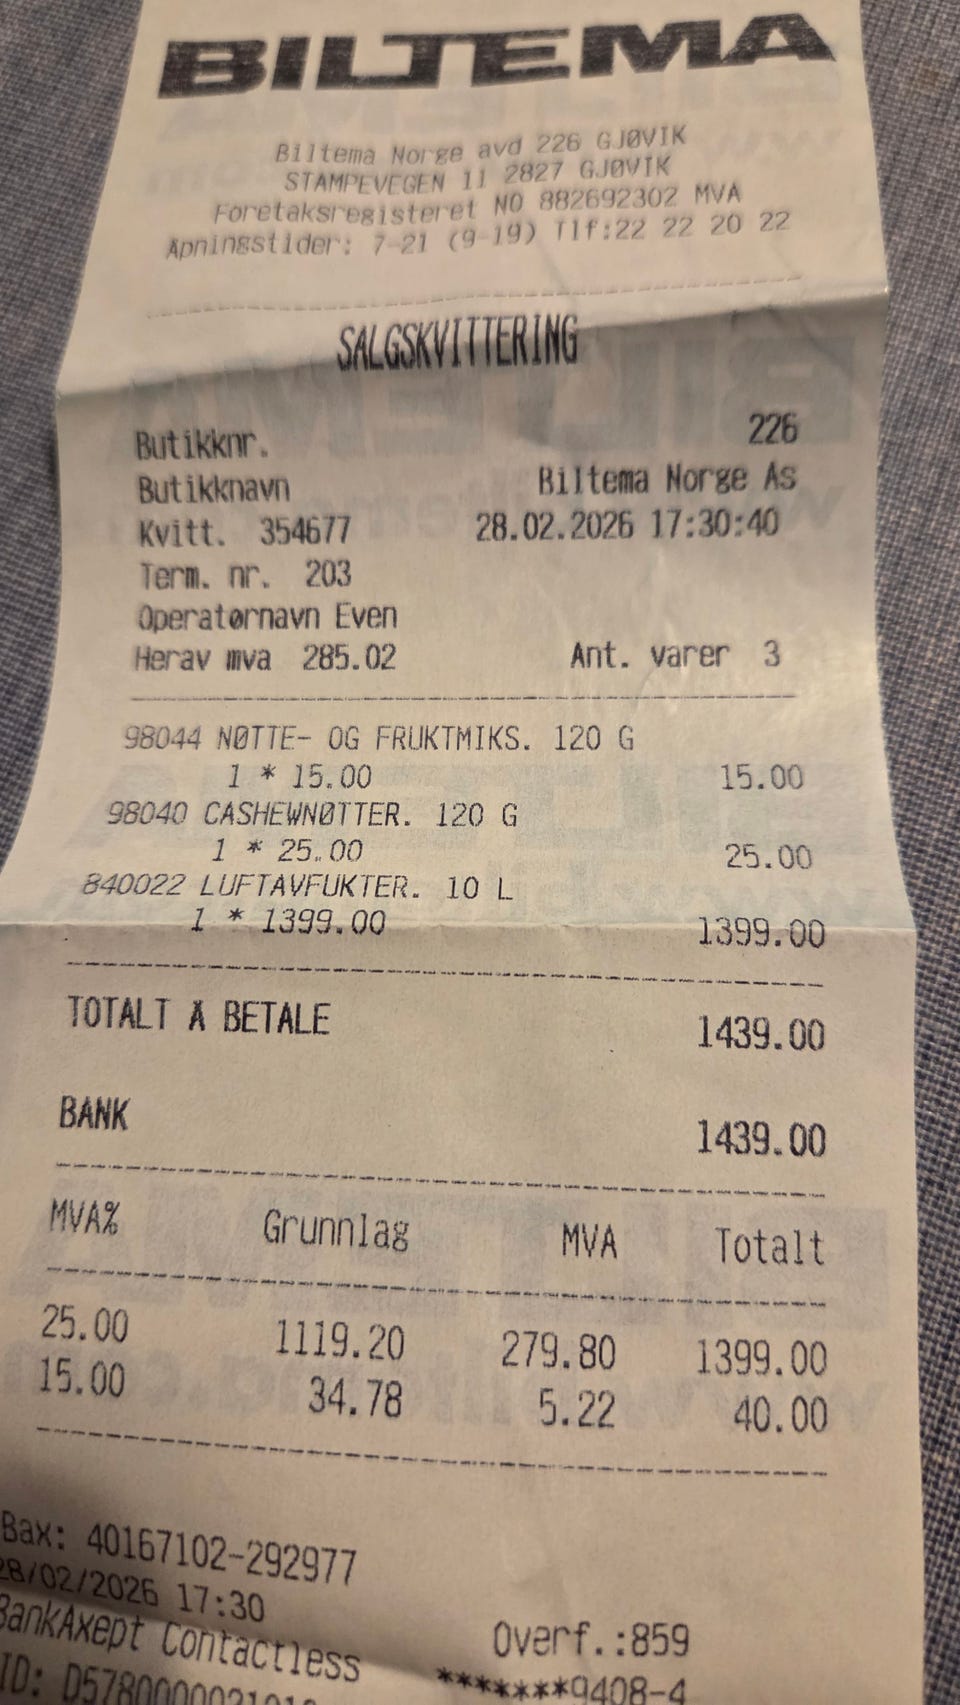 BILTEMA
Biltema Norge avd 226 GJØVIK
STAMPEVEGEN 11 2827 GJØVIK
Foretaksregisteret NO 882692302 MVA
Åpningstider: 7-21 (9-19) Tlf:22 22 20 22
SALGSKVITTERING
Butikknr. 226
Butikknavn Biltema Norge As
Kvitt. 354677 28.02.2026 17:30:40
Term. nr. 203
Operatørnavn Even
Herav mva 285.02 Ant. varer 3
98044 NØTTE- OG FRUKTMIKS. 120 G
1 * 15.00 15.00
98040 CASHEWNØTTER. 120 G
1 * 25.00 25.00
840022 LUFTAVFUKTER. 10 L
1 * 1399.00 1399.00
TOTALT Å BETALE 1439.00
BANK 1439.00
MVA% Grunnlag MVA Totalt
25.00 1119.20 279.80 1399.00
15.00 34.78 5.22 40.00
Bax: 40167102-292977
28/02/2026 17:30
BankAxept Contactless Overf.:859
ID: *******9408-4